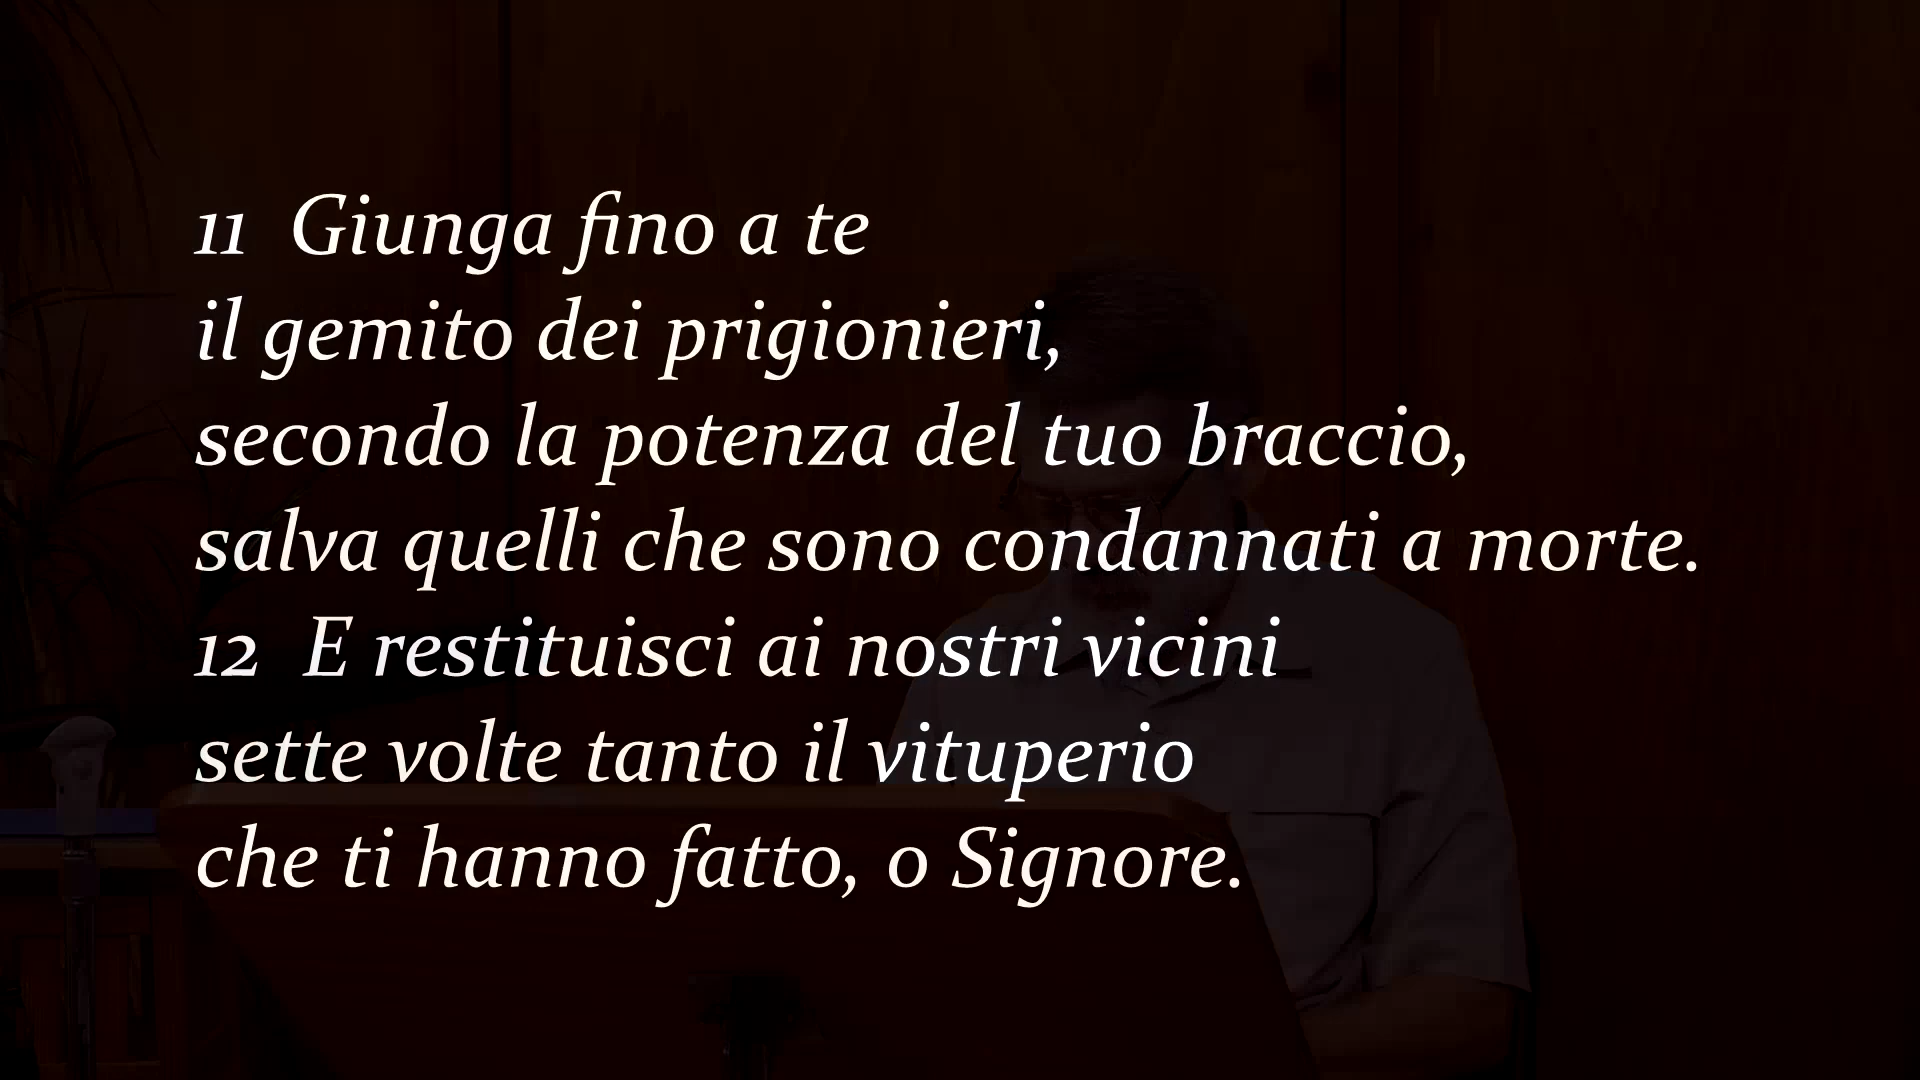 11 Giunga fino a te
il gemito dei prigionieri,
secondo la potenza del tuo braccio,
salva quelli che sono condannati a morte.
12 E restituisci ai nostri vicini
sette volte tanto il vituperio
che ti hanno fatto, o Signore.